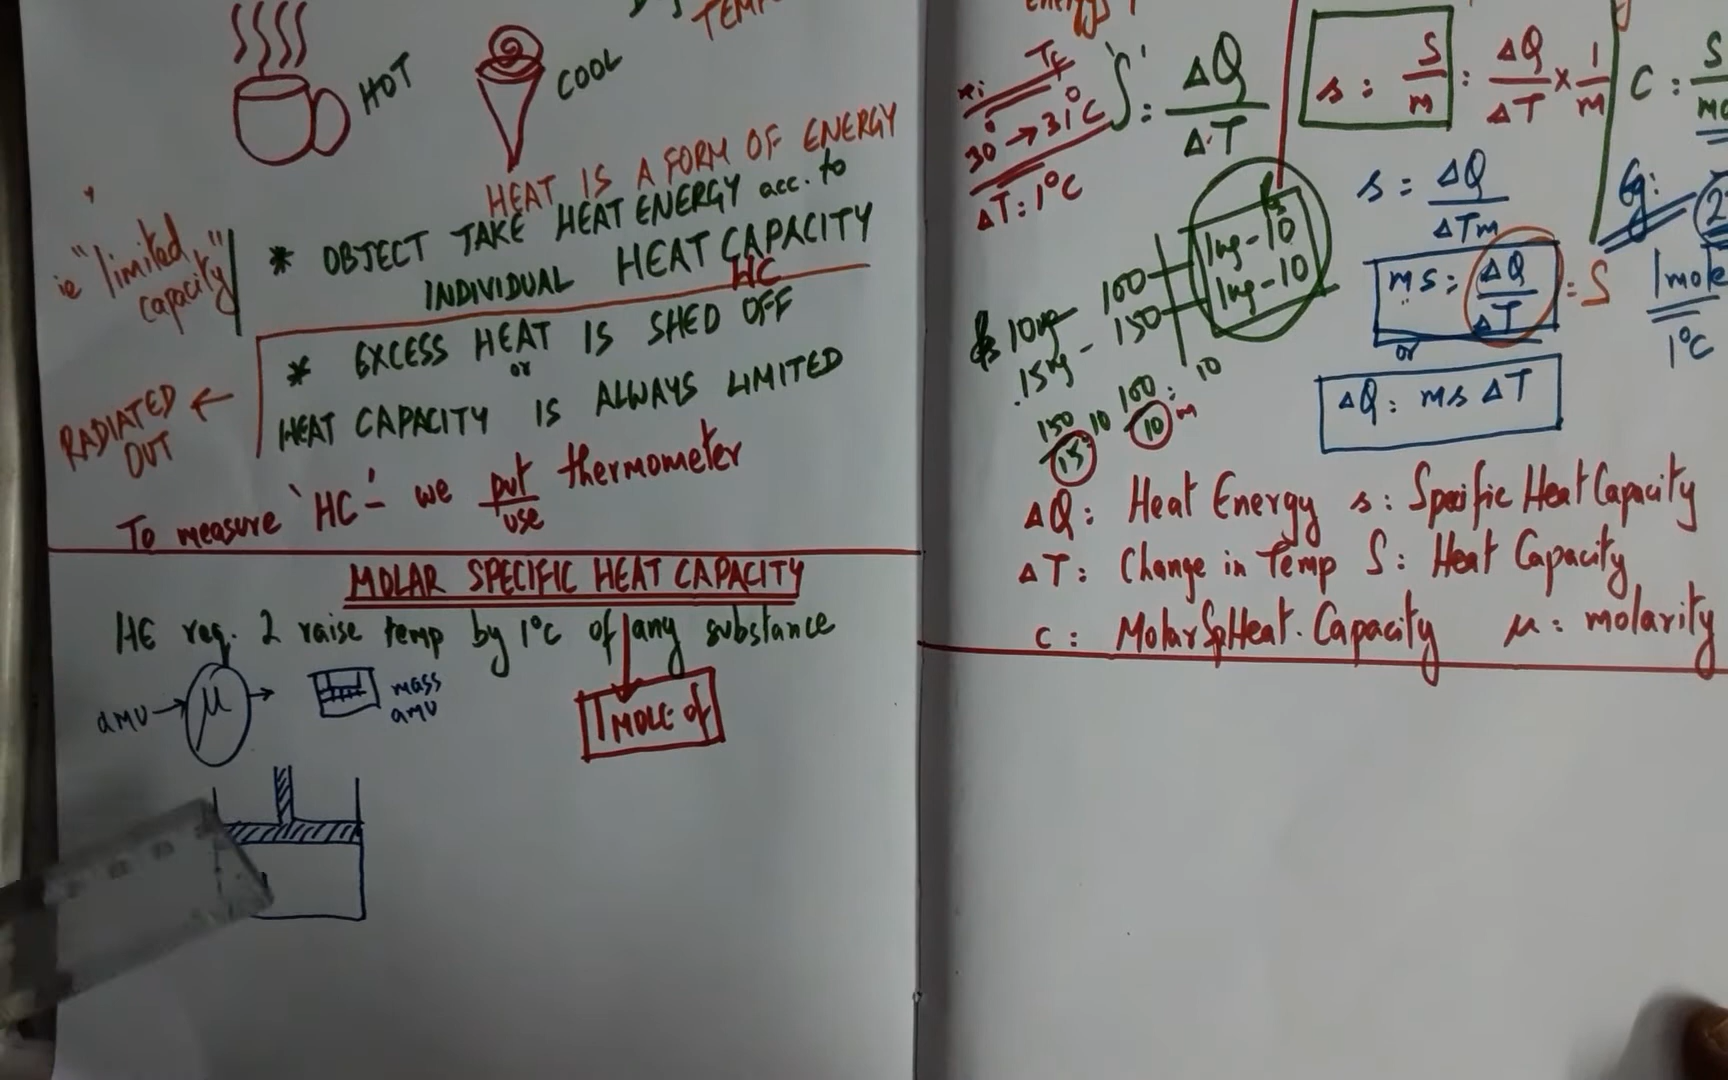 HOT
COOL
HEAT IS A FORM OF ENERGY
ie "limited capacity"
* OBJECT TAKE HEAT ENERGY acc. to
INDIVIDUAL HEAT CAPACITY
HC
* EXCESS HEAT IS SHED OFF
or
HEAT CAPACITY IS ALWAYS LIMITED
RADIATED ←
OUT
To measure 'HC' - we put thermometer
use
MOLAR SPECIFIC HEAT CAPACITY
HE req. 2 raise temp by 1°C of any substance
amu → μ →
mass
amu
1 MOLE of
30° → 31°C
ΔT: 1°C
'S' : ΔQ / ΔT
s : S / m : ΔQ / ΔT × 1 / m
C : S
s = ΔQ / ΔTm
Eg:
ms : ΔQ / ΔT = S
or
ΔQ : ms ΔT
1mole
1°C
1kg - 10
1kg - 10
100
150
10kg
15kg - 150
100 : 10
10 m
150 10
15
ΔQ : Heat Energy s : Specific Heat Capacity
ΔT : Change in Temp S : Heat Capacity
C : Molar Sp Heat. Capacity μ : molarity